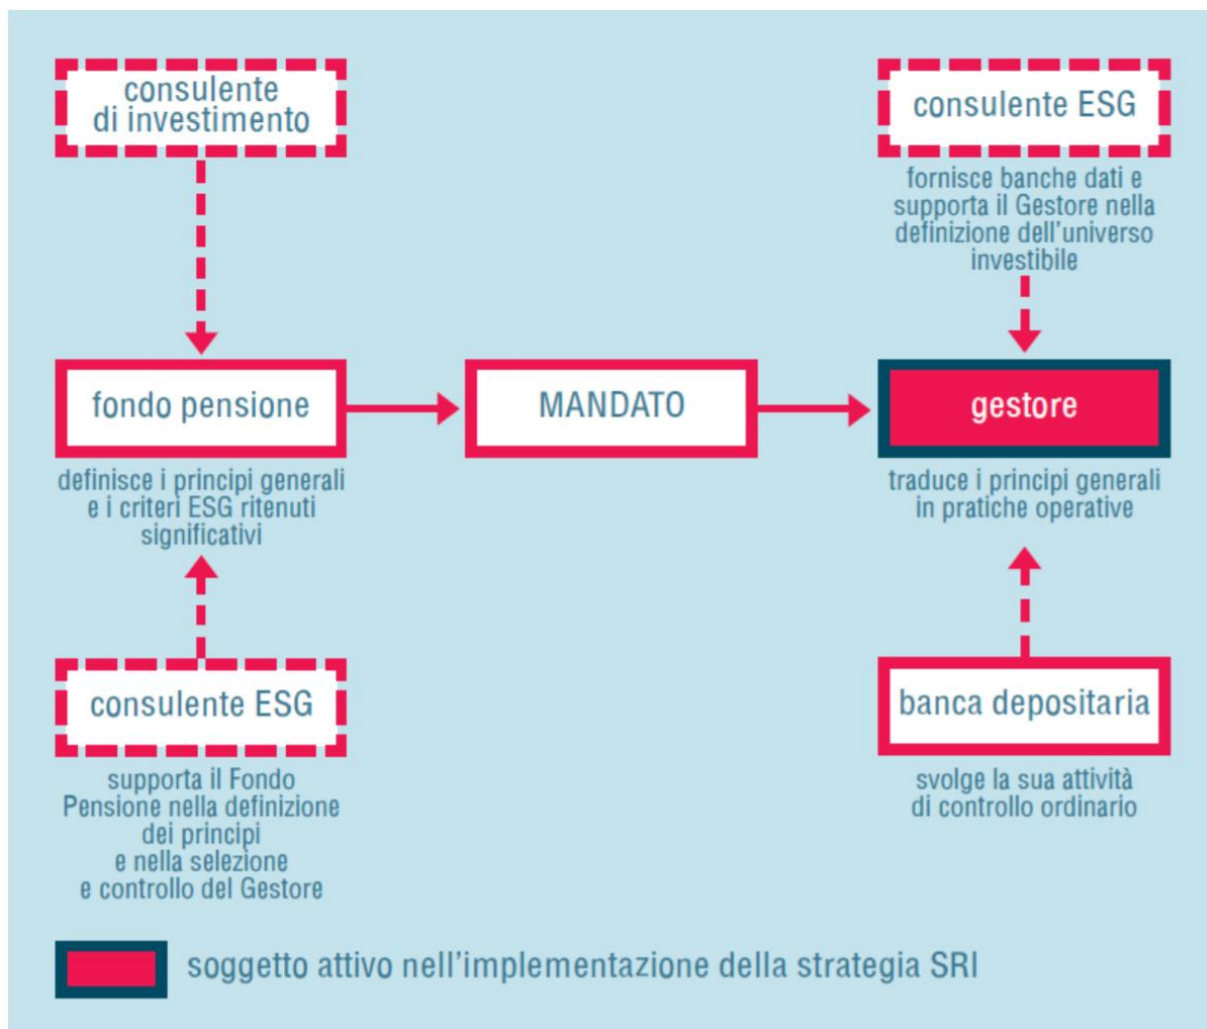 consulente
di investimento
consulente ESG
fornisce banche dati e
supporta il Gestore nella
definizione dell'universo
investibile
fondo pensione
MANDATO
gestore
definisce i principi generali
e i criteri ESG ritenuti
significativi
traduce i principi generali
in pratiche operative
consulente ESG
banca depositaria
supporta il Fondo
Pensione nella definizione
dei principi
e nella selezione
e controllo del Gestore
svolge la sua attività
di controllo ordinario
soggetto attivo nell'implementazione della strategia SRI